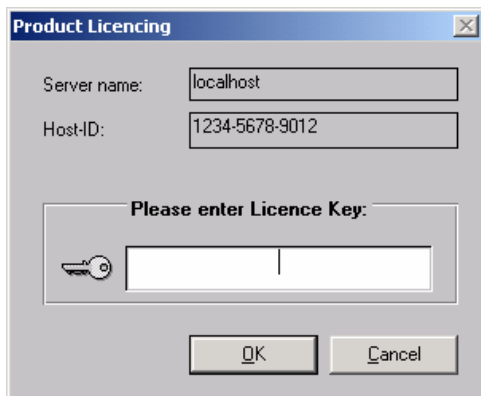 Product Licencing
Server name: localhost
Host-ID: 1234-5678-9012
Please enter Licence Key:
OK Cancel